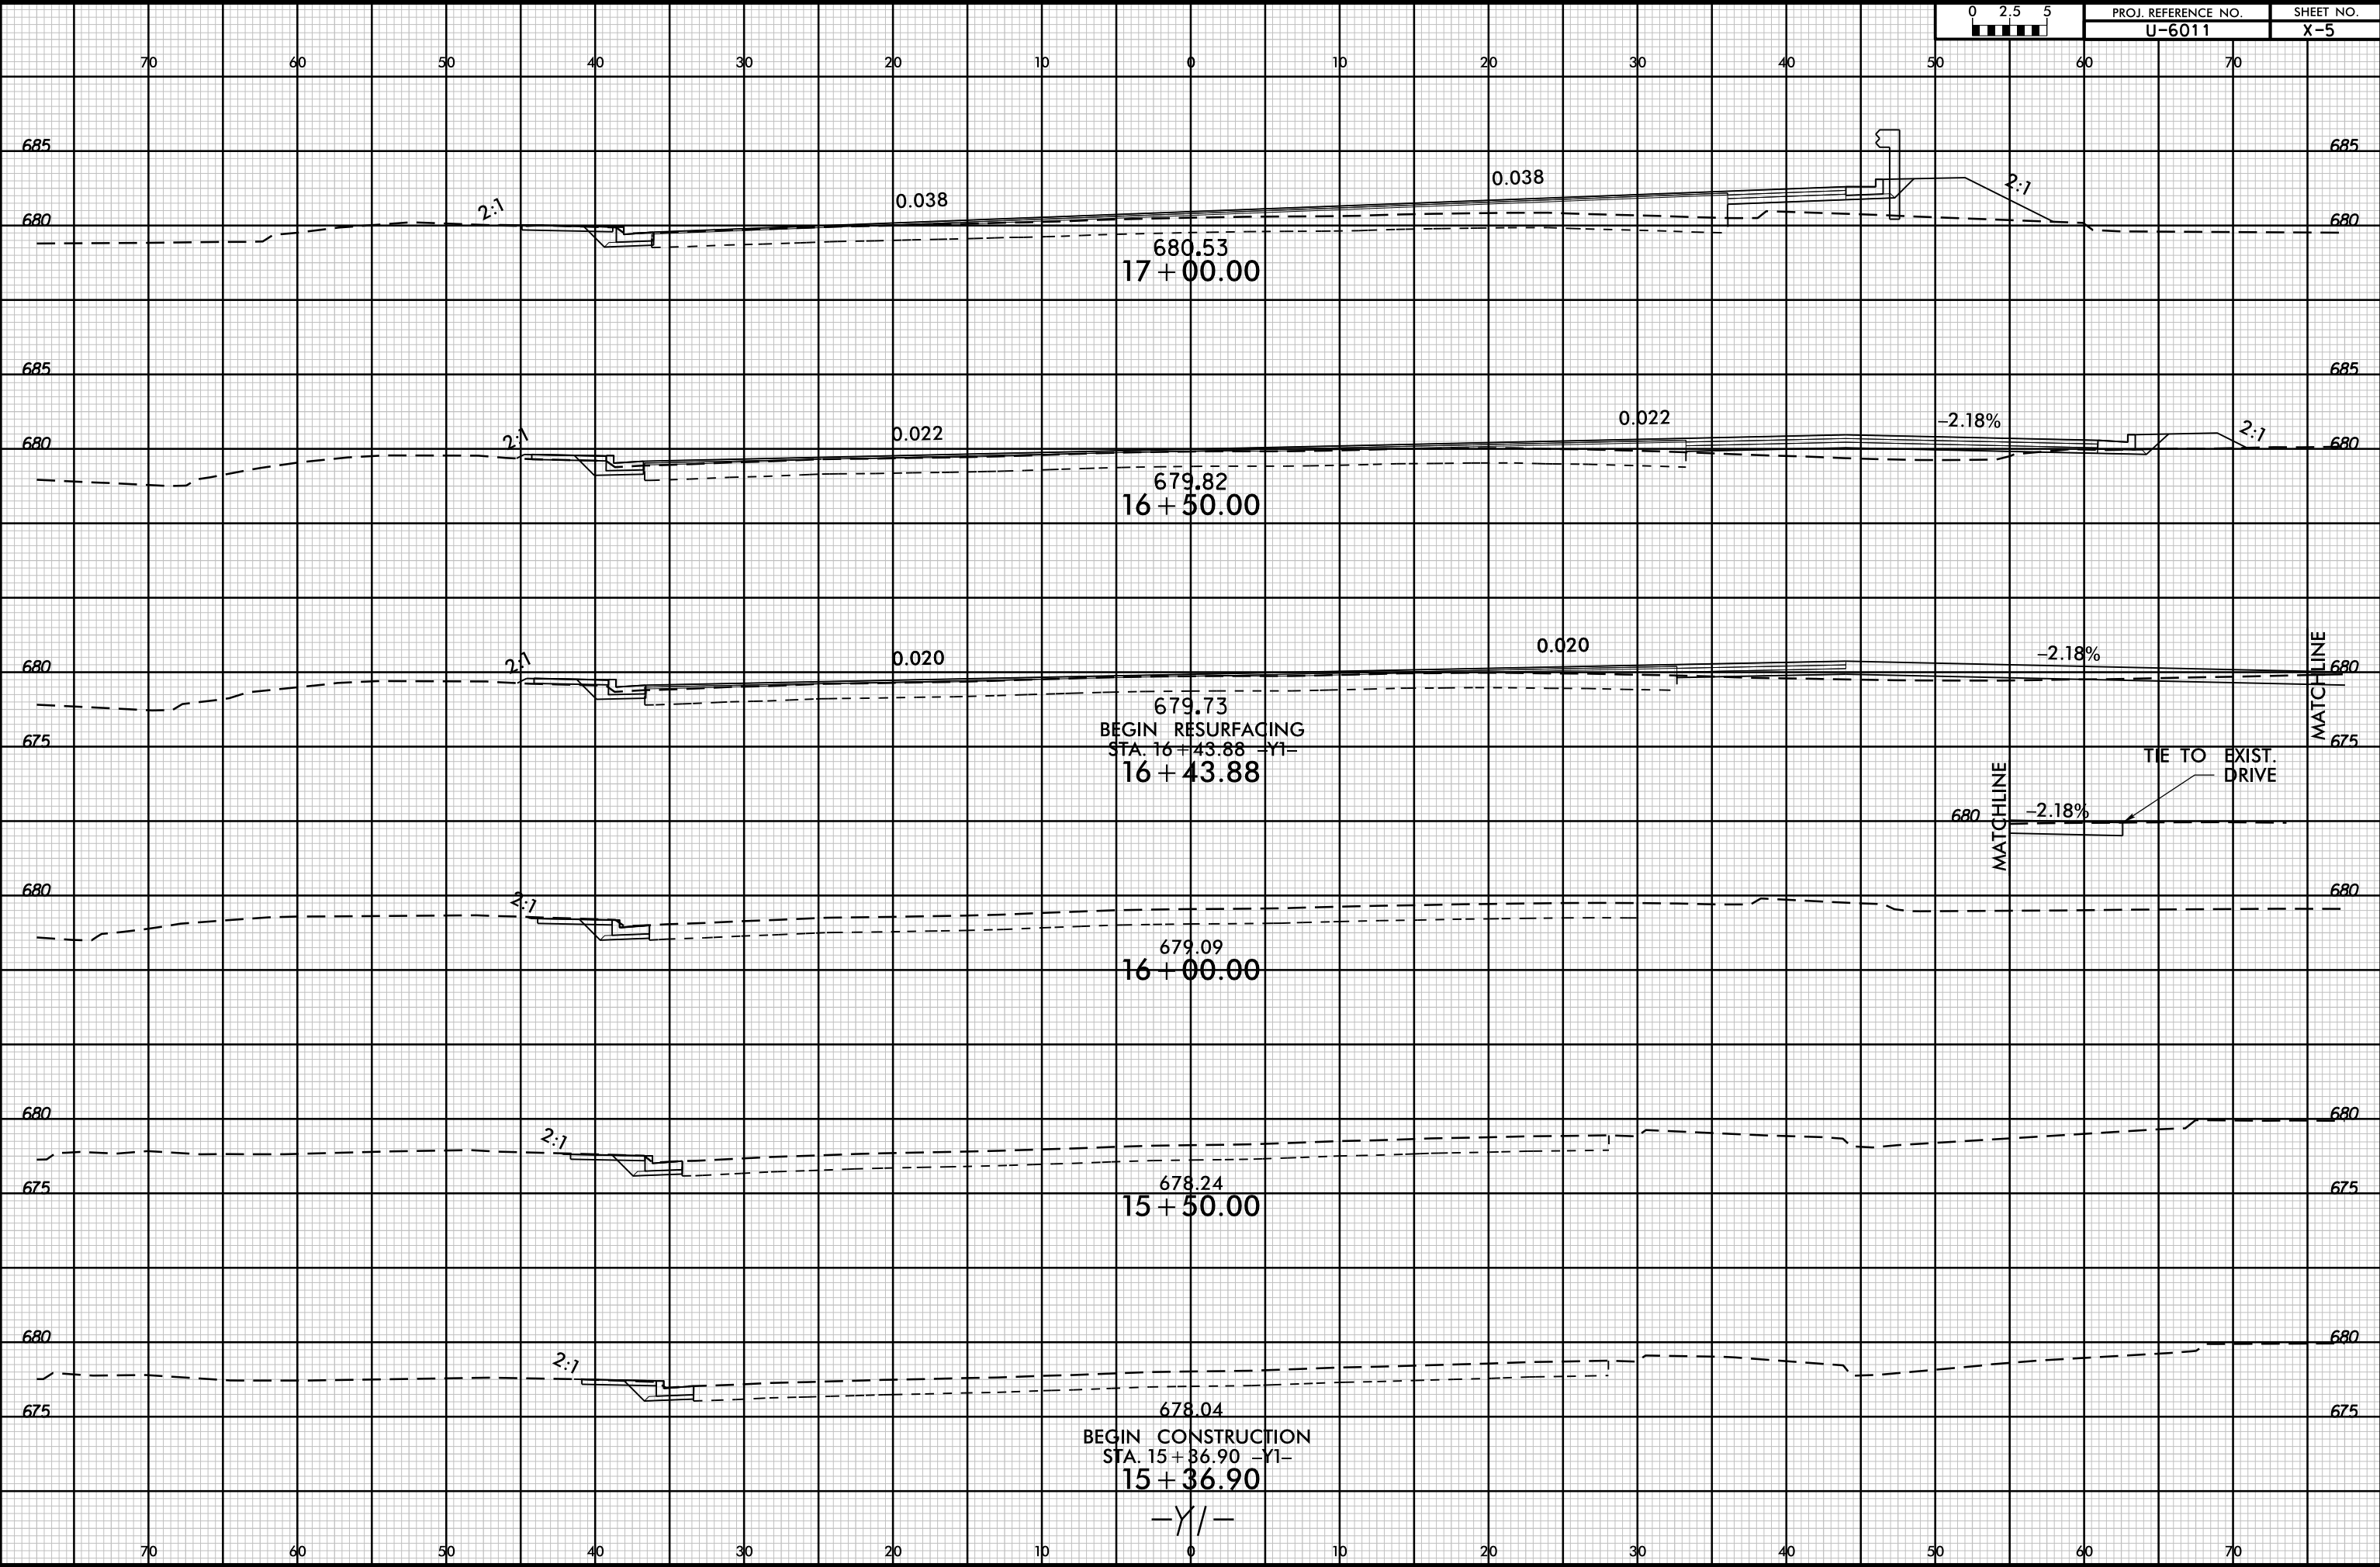 0 2.5 5 PROJ. REFERENCE NO. SHEET NO.
U-6011 X-5
70 60 50 40 30 20 10 0 10 20 30 40 50 60 70
685 685
0.038 0.038 2:1
2:1
680 680
680.53
17+00.00
685 685
0.022 0.022 -2.18%
2:1 2:1
680 680
679.82
16+50.00
2:1 0.020 0.020 -2.18%
680 680
MATCHLINE
679.73
BEGIN RESURFACING
STA. 16+43.88 -Y1-
675 675
16+43.88
TIE TO EXIST.
DRIVE
MATCHLINE
680 -2.18%
680 680
2:1
679.09
16+00.00
680 680
2:1
678.24
675 675
15+50.00
680 680
2:1
675 675
678.04
BEGIN CONSTRUCTION
STA. 15+36.90 -Y1-
15+36.90
-Y1-
70 60 50 40 30 20 10 0 10 20 30 40 50 60 70